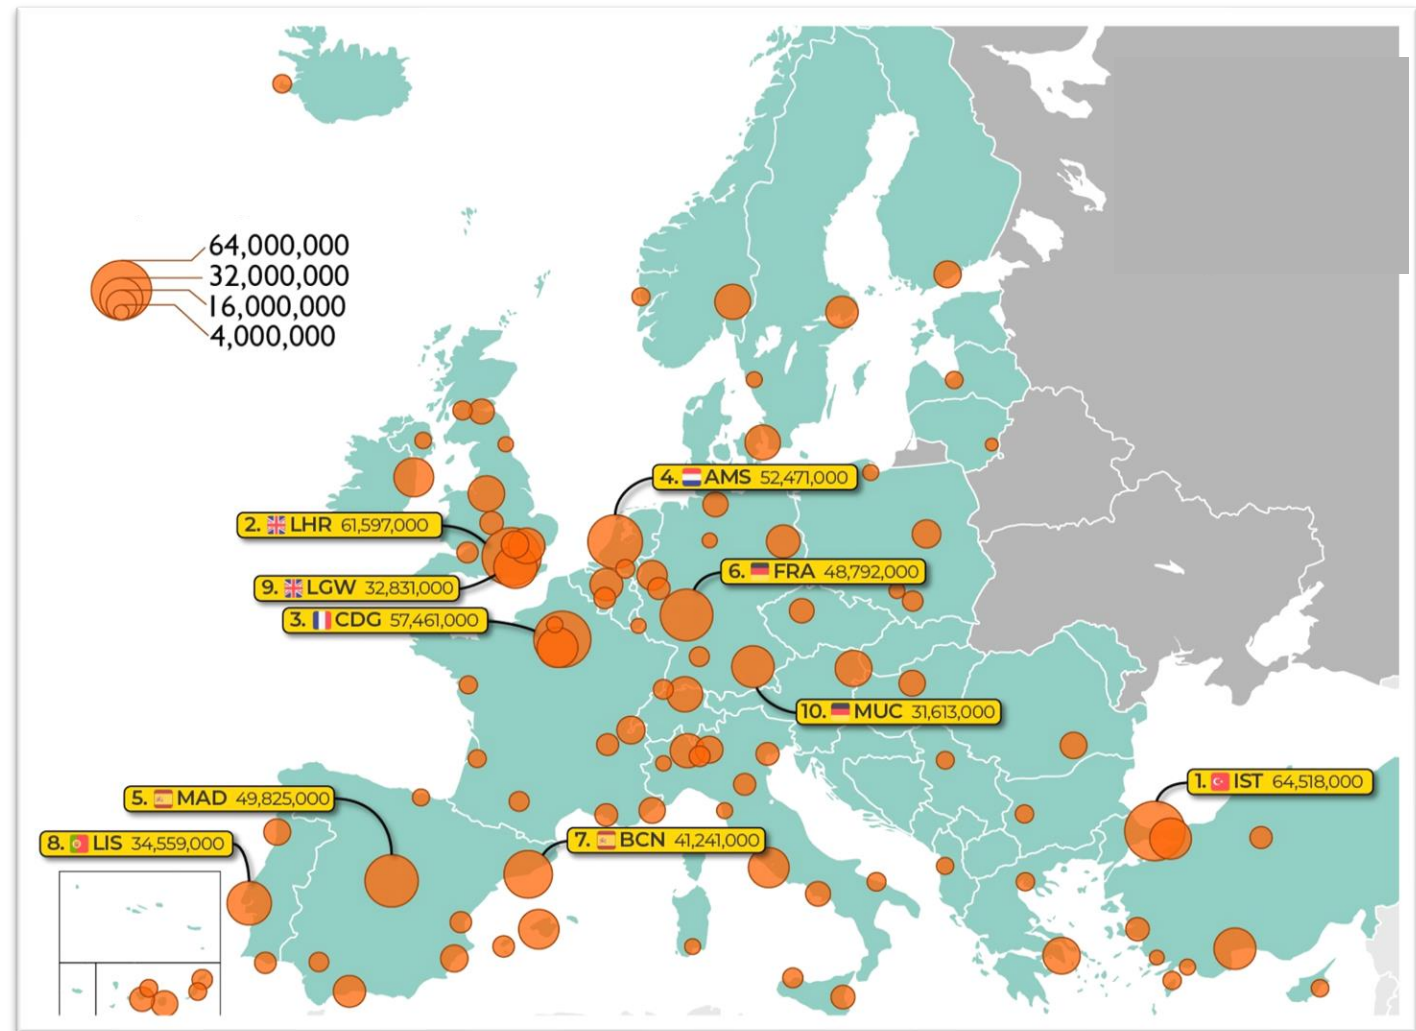 64,000,000
32,000,000
16,000,000
4,000,000
4. AMS 52,471,000
2. LHR 61,597,000
6. FRA 48,792,000
9. LGW 32,831,000
3. CDG 57,461,000
10. MUC 31,613,000
1. IST 64,518,000
5. MAD 49,825,000
8. LIS 34,559,000
7. BCN 41,241,000